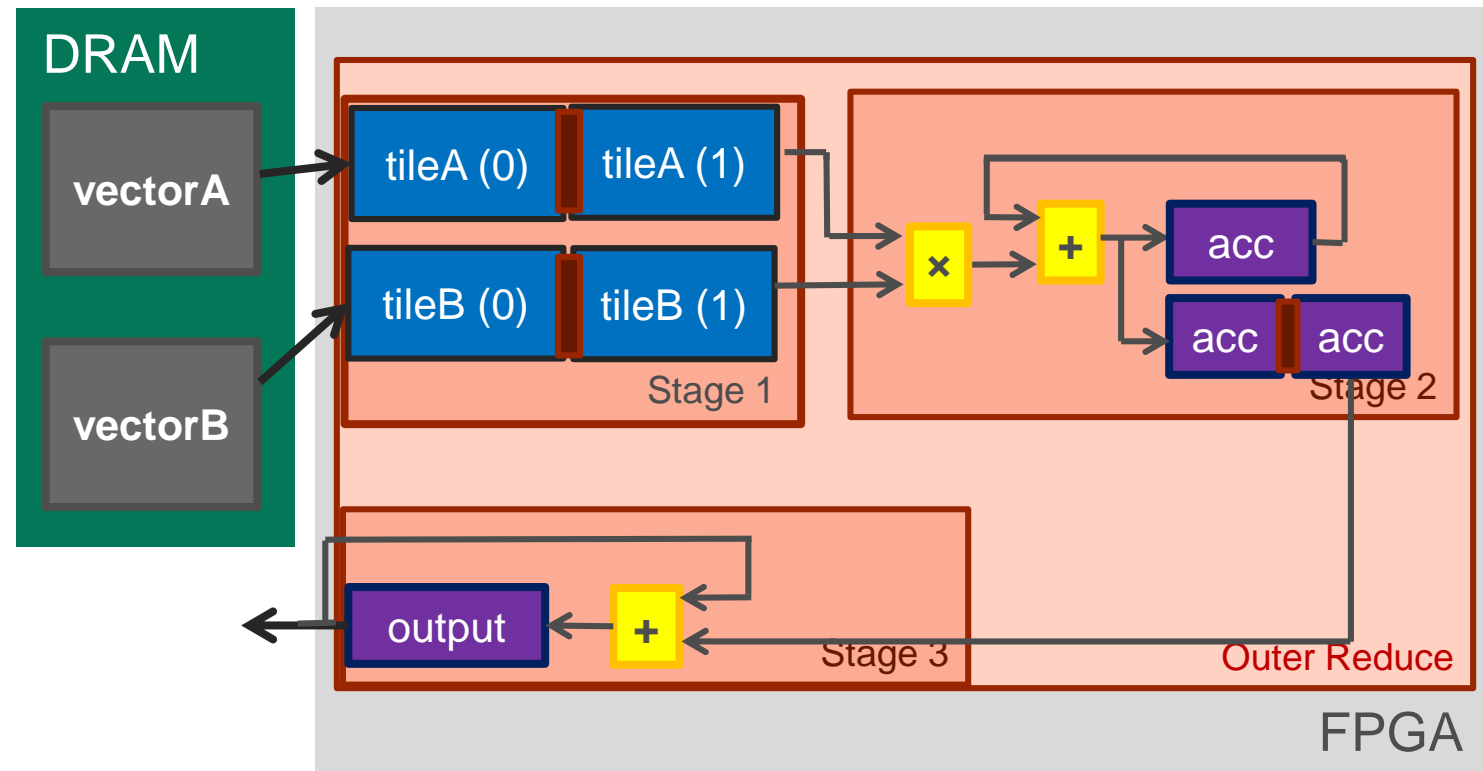 DRAM
vectorA
vectorB
tileA (0)
tileA (1)
tileB (0)
tileB (1)
Stage 1
×
+
acc
acc
acc
Stage 2
output
+
Stage 3
Outer Reduce
FPGA